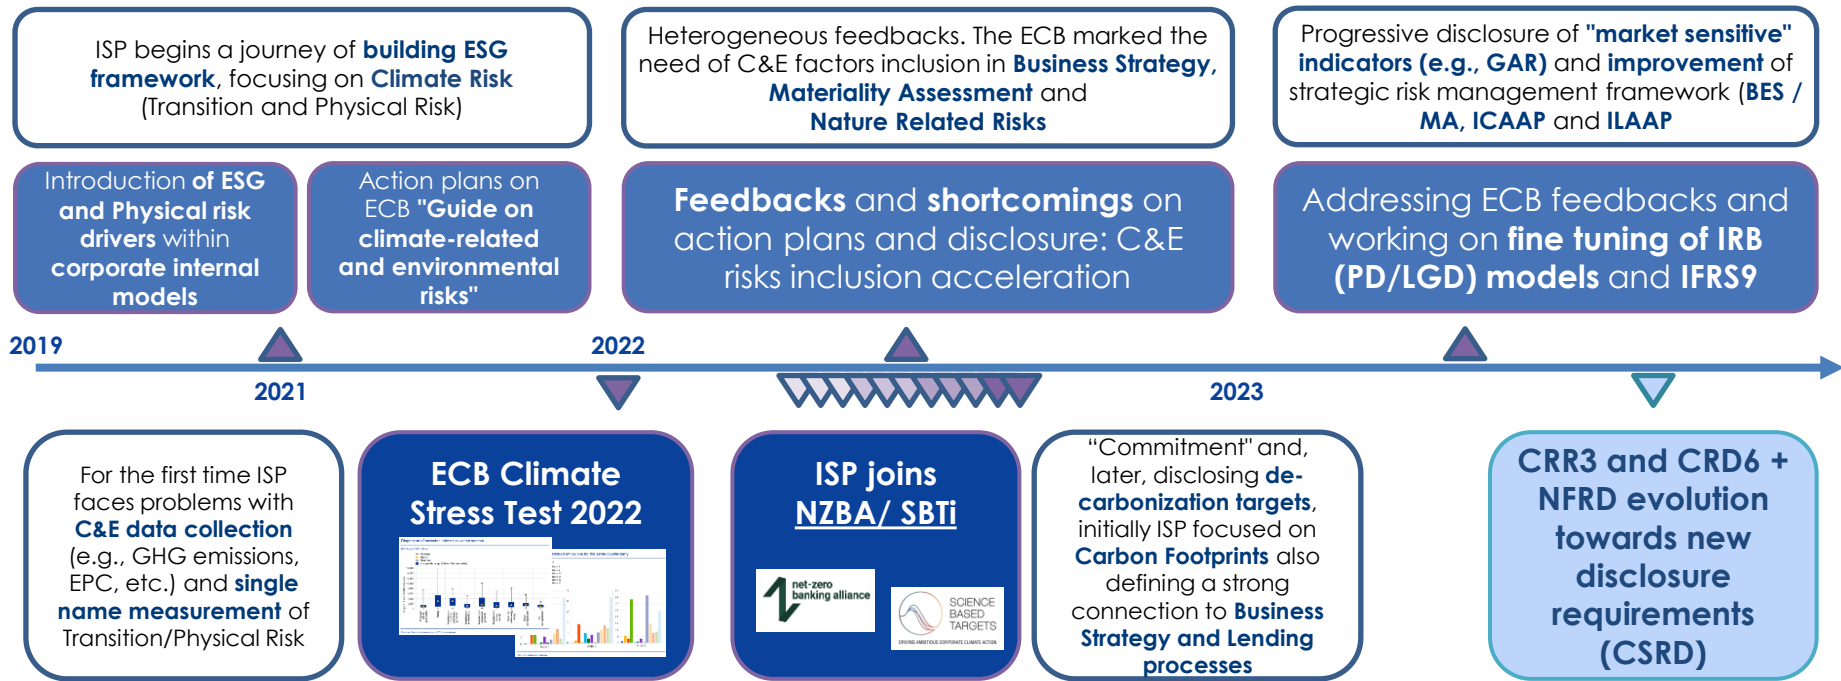 ISP begins a journey of building ESG
framework, focusing on Climate Risk
(Transition and Physical Risk)
Heterogeneous feedbacks. The ECB marked the
need of C&E factors inclusion in Business Strategy,
Materiality Assessment and
Nature Related Risks
Progressive disclosure of "market sensitive"
indicators (e.g., GAR) and improvement of
strategic risk management framework (BES /
MA, ICAAP and ILAAP
Introduction of ESG
and Physical risk
drivers within
corporate internal
models
Action plans on
ECB "Guide on
climate-related
and environmental
risks"
Feedbacks and shortcomings on
action plans and disclosure: C&E
risks inclusion acceleration
Addressing ECB feedbacks and
working on fine tuning of IRB
(PD/LGD) models and IFRS9
2019
2022
2021
2023
For the first time ISP
faces problems with
C&E data collection
(e.g., GHG emissions,
EPC, etc.) and single
name measurement of
Transition/Physical Risk
ECB Climate
Stress Test 2022
ISP joins
NZBA/ SBTi
net-zero
banking alliance
SCIENCE
BASED
TARGETS
DRIVING AMBITIOUS CORPORATE CLIMATE ACTION
“Commitment" and,
later, disclosing de-
carbonization targets,
initially ISP focused on
Carbon Footprints also
defining a strong
connection to Business
Strategy and Lending
processes
CRR3 and CRD6 +
NFRD evolution
towards new
disclosure
requirements
(CSRD)